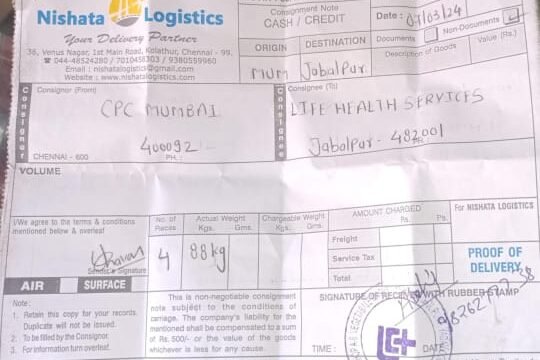 Nishata Logistics
Your Delivery Partner
36, Venus Nagar, 1st Main Road, Kolathur, Chennai - 99.
☎ 044-48524280 / 7010458303 / 9380559960
Email : nishatalogistics@gmail.com
Website : www.nishatalogistics.com
Consignment Note
CASH / CREDIT
Date : 07/03/24
ORIGIN
DESTINATION
Documents
Non-Documents
Description of Goods
Value (Rs.)
mum
Jabalpur.
Consignor
Consignor (From)
CPC MUMBAI
400092
CHENNAI - 600
PH. :
Consignee
Consignee (To)
LIFE HEALTH SERVICES
Jabalpur - 482001
PH. :
VOLUME
I/We agree to the terms & conditions
mentioned below & overleaf
Sender's Signature
No. of
Pieces
4
Actual Weight
Kgs. Gms.
88kg
Chargeable Weight
Kgs. Gms.
AMOUNT CHARGED
Rs. Ps.
Freight
Service Tax
Total
For NISHATA LOGISTICS
PROOF OF
DELIVERY
AIR SURFACE
Note:
1. Retain this copy for your records.
Duplicate will not be issued.
2. To be filled by the Consignor.
3. For information turn overleaf.
This is non-negotiable consignment
note subject to the conditions of
carriage. The company's liability for the
mentioned shall be compensated to a sum
of Rs. 500/- or the value of the goods
whichever is less for any cause.
SIGNATURE OF RECEIVER WITH RUBBER STAMP
TIME :
DATE